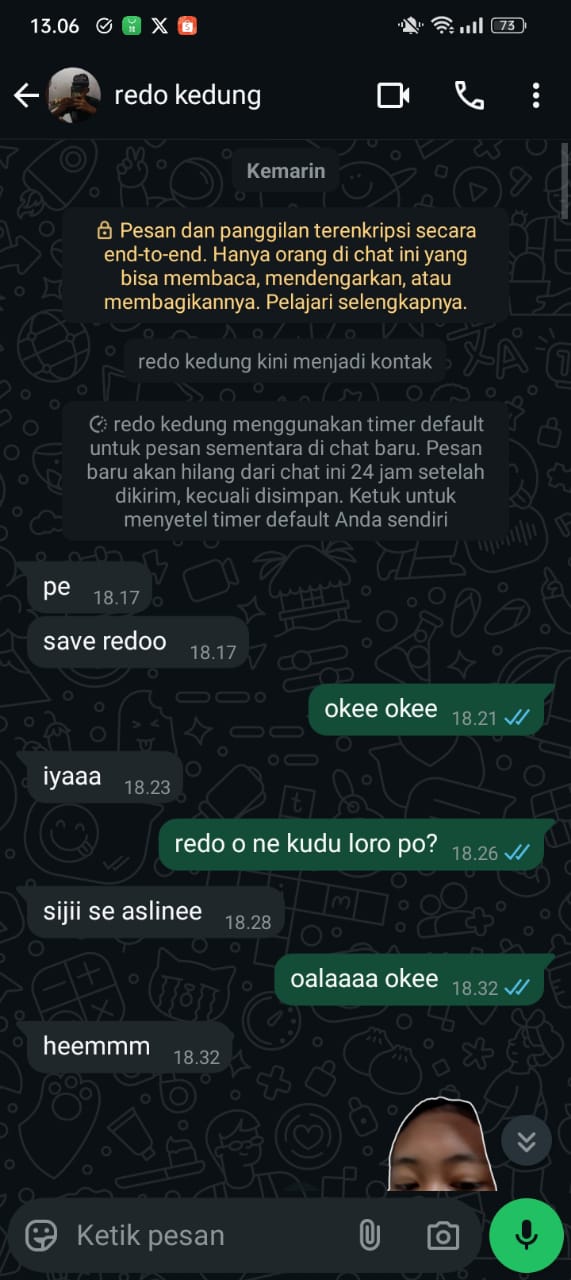 13.06
73
redo kedung
Kemarin
Pesan dan panggilan terenkripsi secara
end-to-end. Hanya orang di chat ini yang
bisa membaca, mendengarkan, atau
membagikannya. Pelajari selengkapnya.
redo kedung kini menjadi kontak
redo kedung menggunakan timer default
untuk pesan sementara di chat baru. Pesan
baru akan hilang dari chat ini 24 jam setelah
dikirim, kecuali disimpan. Ketuk untuk
menyetel timer default Anda sendiri
pe 18.17
save redoo 18.17
okee okee 18.21
iyaaa 18.23
redo o ne kudu loro po? 18.26
sijii se aslinee 18.28
oalaaaa okee 18.32
heemmm 18.32
Ketik pesan